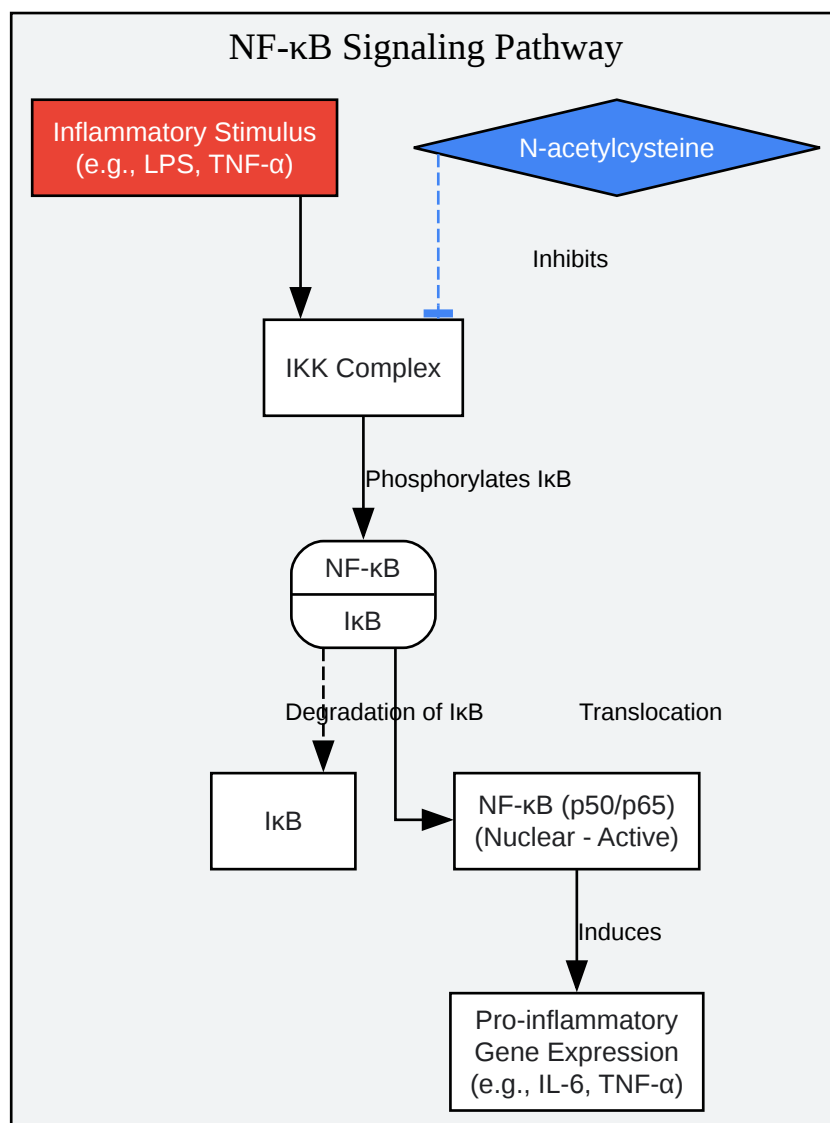 NF-κB Signaling Pathway
Inflammatory Stimulus
(e.g., LPS, TNF-α)
N-acetylcysteine
Inhibits
IKK Complex
Phosphorylates IκB
NF-κB
IκB
Degradation of IκB
Translocation
IκB
NF-κB (p50/p65)
(Nuclear - Active)
Induces
Pro-inflammatory
Gene Expression
(e.g., IL-6, TNF-α)